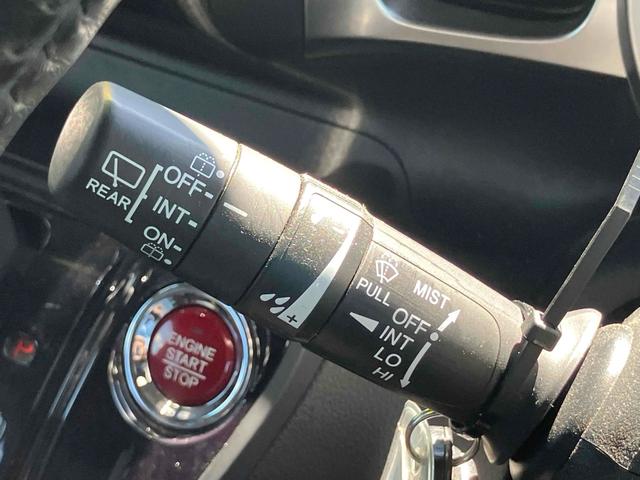 REAR
OFF
INT
ON
+
PULL
MIST
OFF
INT
LO
HI
ENGINE
START
STOP